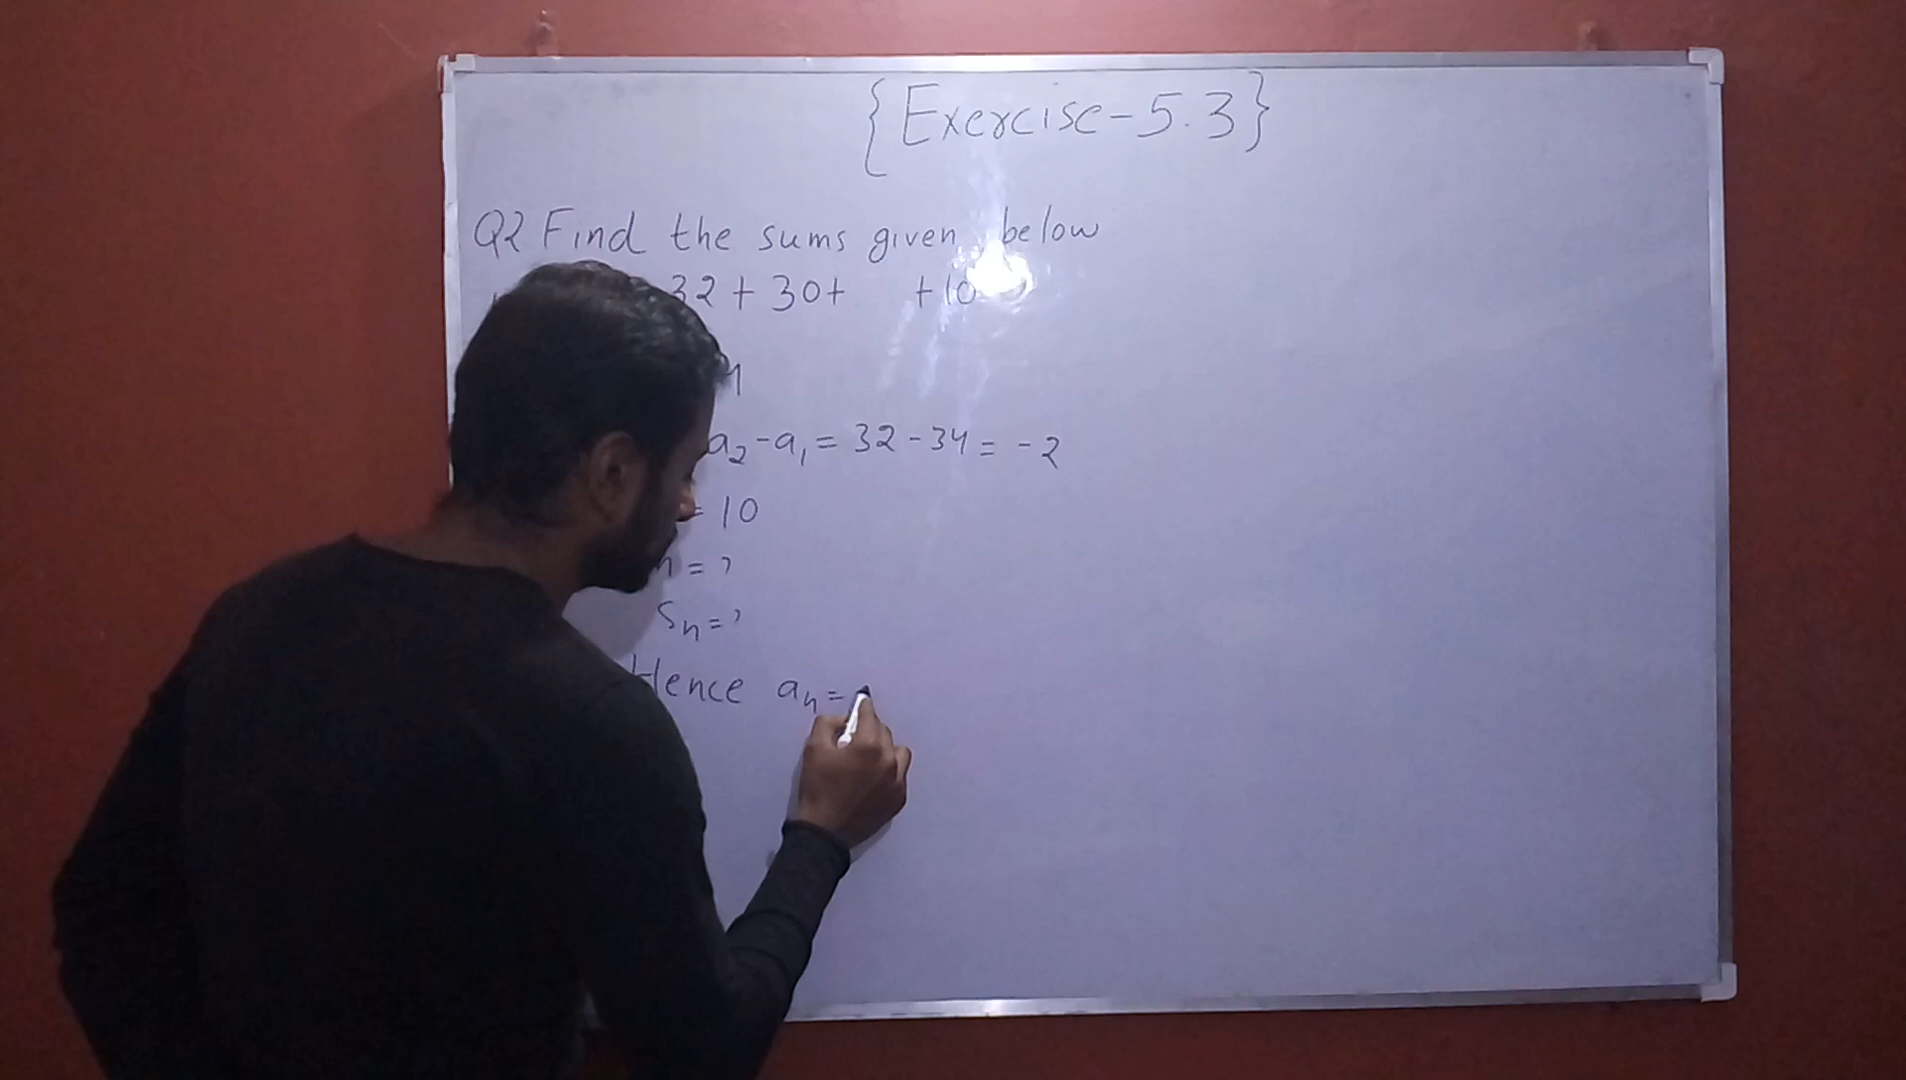 {Exercise-5.3}
Q2 Find the sums given below
32 + 30+ +10
a2-a1 = 32-34 = -2
= 10
n = ?
Sn = ?
Hence an =